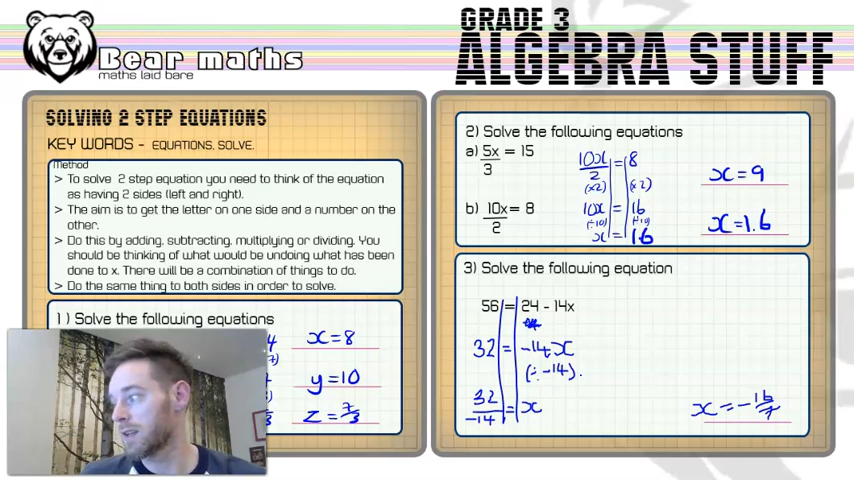 Bear maths
maths laid bare
GRADE 3
ALGEBRA STUFF
SOLVING 2 STEP EQUATIONS
KEY WORDS - EQUATIONS, SOLVE.
Method
> To solve 2 step equation you need to think of the equation
as having 2 sides (left and right).
> The aim is to get the letter on one side and a number on the
other.
> Do this by adding, subtracting, multiplying or dividing. You
should be thinking of what would be undoing what has been
done to x. There will be a combination of things to do.
> Do the same thing to both sides in order to solve.
1) Solve the following equations
x = 8
y = 10
z = 7/3
2) Solve the following equations
a) 5x/3 = 15
b) 10x/2 = 8
10x/2 = 8
(×2) (×2)
10x = 16
(÷10) (÷10)
x = 1.6
x = 9
x = 1.6
3) Solve the following equation
56 = 24 - 14x
32 = -14x
(÷ -14).
32/-14 = x
x = -16/7